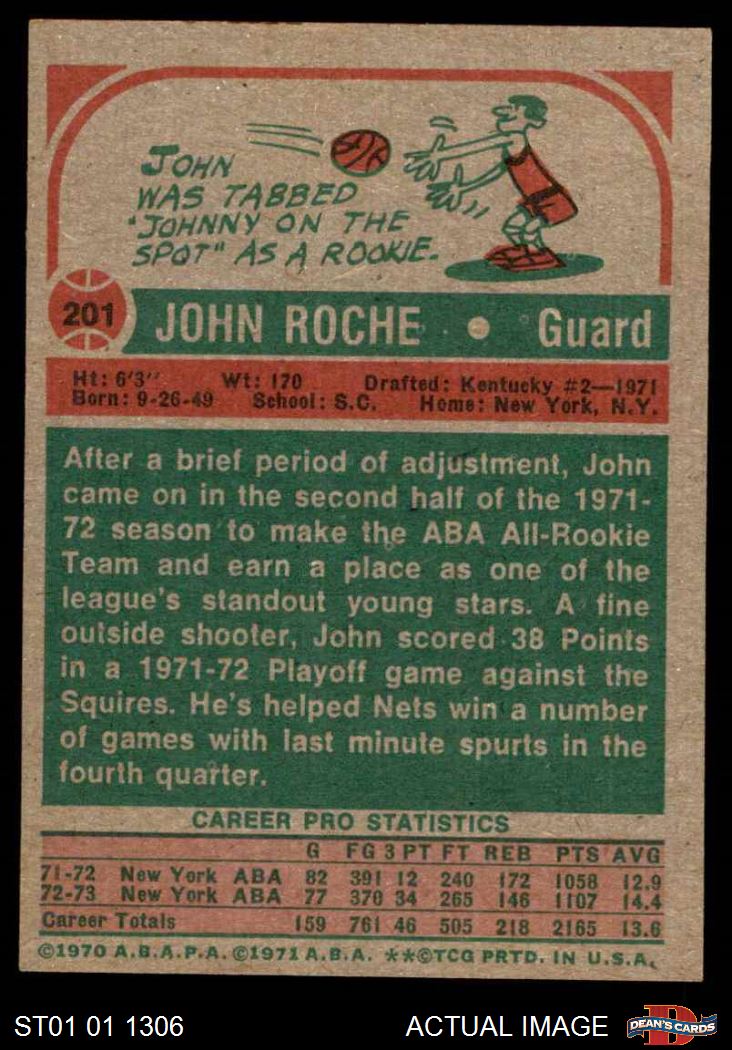 JOHN
WAS TABBED
"JOHNNY ON THE
SPOT" AS A ROOKIE.
201 JOHN ROCHE • Guard
Ht: 6'3" Wt: 170 Drafted: Kentucky #2—1971
Born: 9-26-49 School: S.C. Home: New York, N.Y.
After a brief period of adjustment, John
came on in the second half of the 1971-
72 season to make the ABA All-Rookie
Team and earn a place as one of the
league's standout young stars. A fine
outside shooter, John scored 38 Points
in a 1971-72 Playoff game against the
Squires. He's helped Nets win a number
of games with last minute spurts in the
fourth quarter.
CAREER PRO STATISTICS
G FG 3 PT FT REB PTS AVG
71-72 New York ABA 82 391 12 240 172 1058 12.9
72-73 New York ABA 77 370 34 265 146 1107 14.4
Career Totals 159 761 46 505 218 2165 13.6
©1970 A.B.A.P.A. ©1971 A.B.A. **©TCG PRTD. IN U.S.A.
ST01 01 1306 ACTUAL IMAGE DEAN'S CARDS